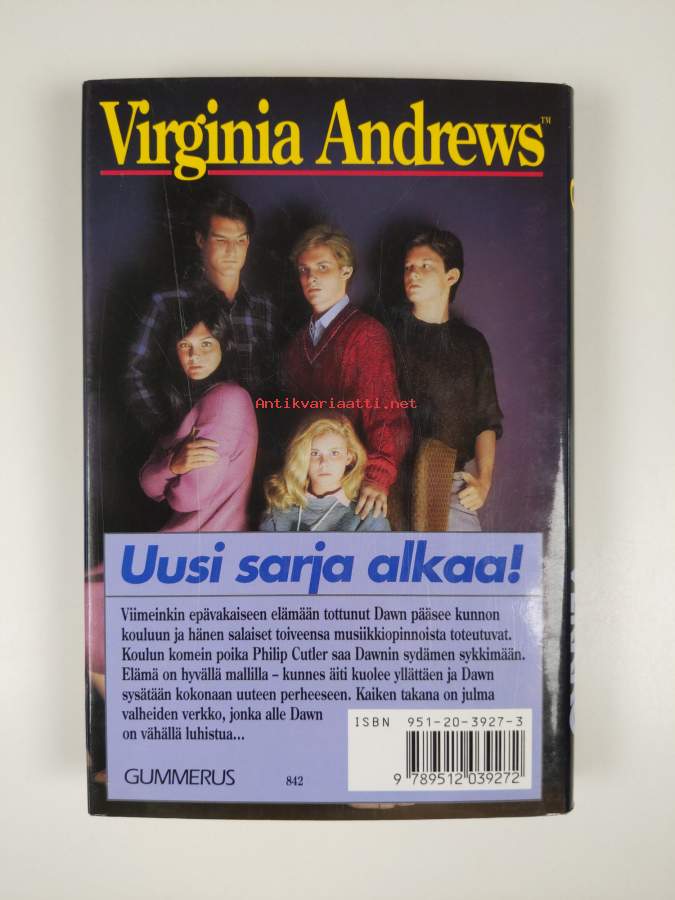 Virginia Andrews™
Antikvariaatti.net
Uusi sarja alkaa!
Viimeinkin epävakaiseen elämään tottunut Dawn pääsee kunnon
kouluun ja hänen salaiset toiveensa musiikkiopinnoista toteutuvat.
Koulun komein poika Philip Cutler saa Dawnin sydämen sykkimään.
Elämä on hyvällä mallilla – kunnes äiti kuolee yllättäen ja Dawn
sysätään kokonaan uuteen perheeseen. Kaiken takana on julma
valheiden verkko, jonka alle Dawn
on vähällä luhistua...
ISBN 951-20-3927-3
9 789512 039272
GUMMERUS 842